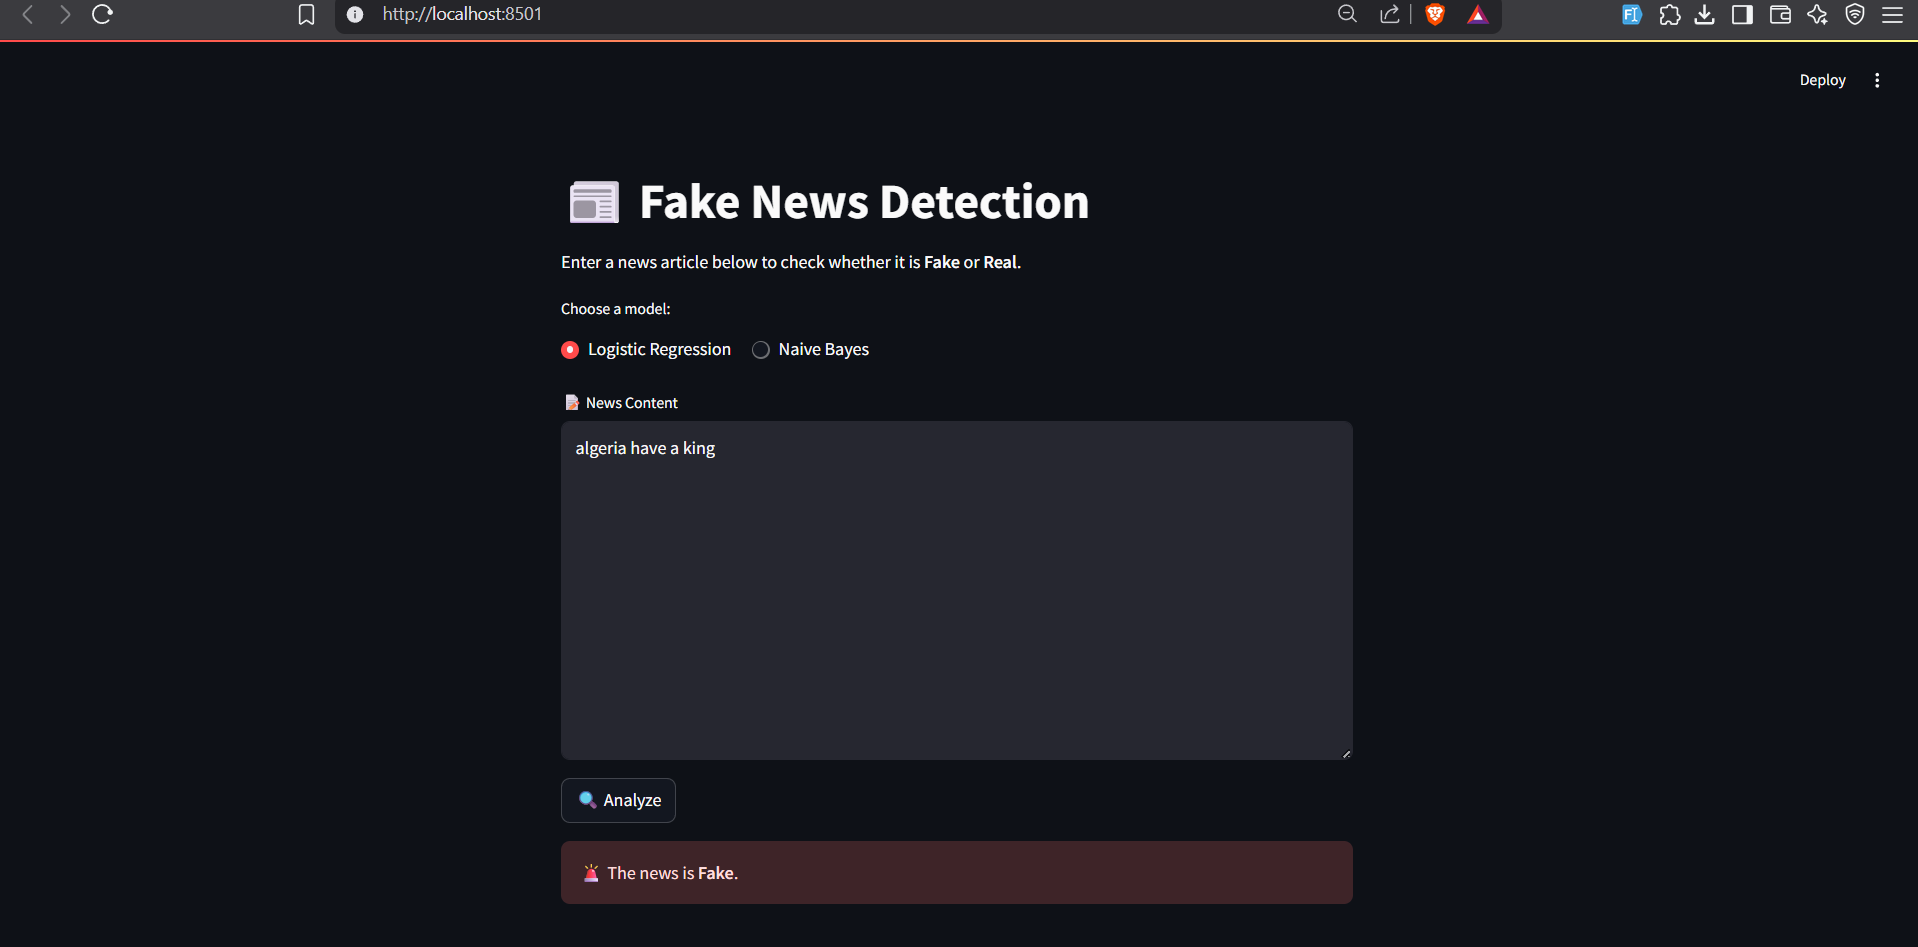 http://localhost:8501
Deploy
Fake News Detection
Enter a news article below to check whether it is Fake or Real.
Choose a model:
Logistic Regression Naive Bayes
News Content
algeria have a king
Analyze
The news is Fake.